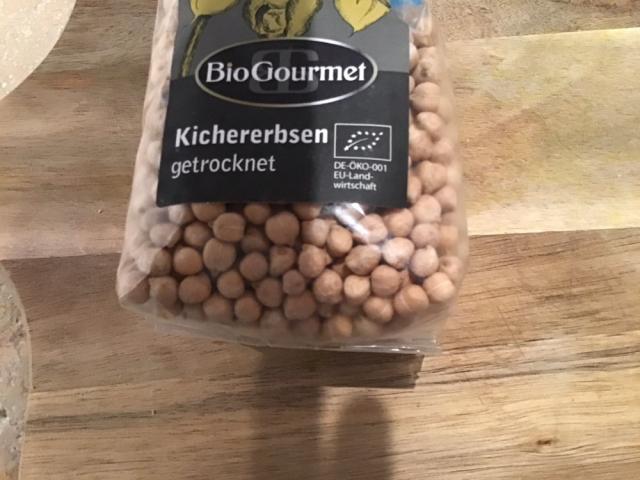 BioGourmet
Kichererbsen
getrocknet
DE-ÖKO-001
EU-Land-
wirtschaft